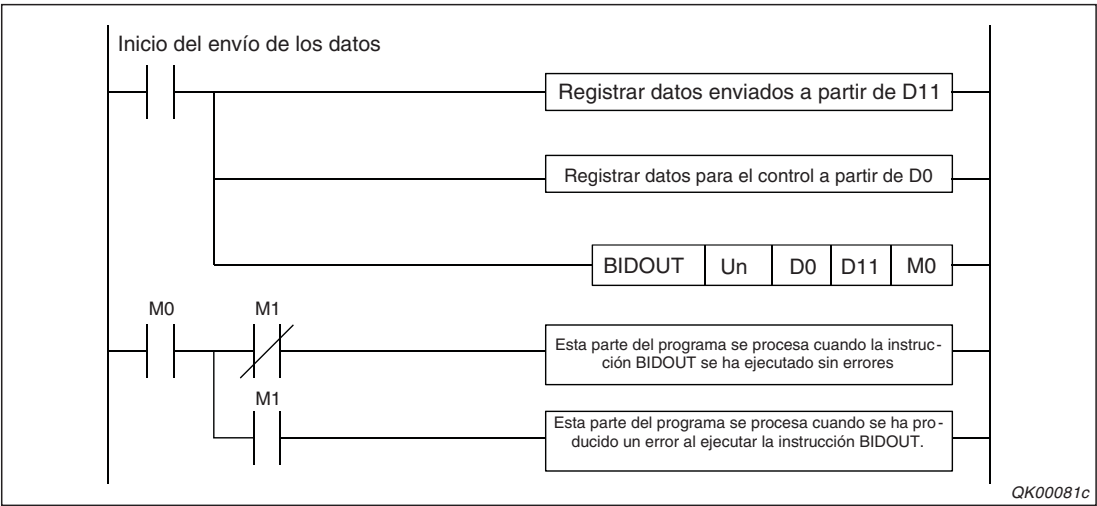 Inicio del envío de los datos
Registrar datos enviados a partir de D11
Registrar datos para el control a partir de D0
BIDOUT Un D0 D11 M0
M0 M1
Esta parte del programa se procesa cuando la instruc-
ción BIDOUT se ha ejecutado sin errores
M1
Esta parte del programa se procesa cuando se ha pro-
ducido un error al ejecutar la instrucción BIDOUT.
QK00081c